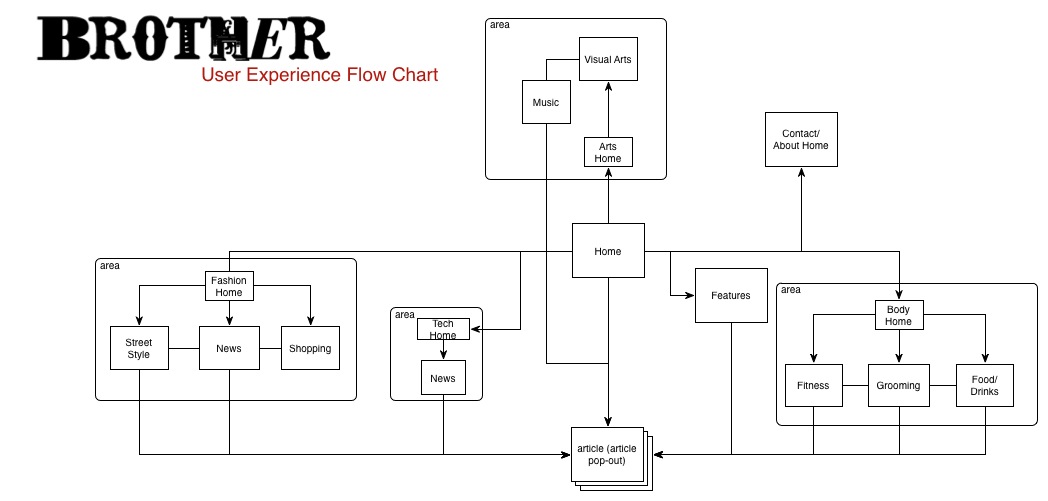 BROTHER
User Experience Flow Chart
area
Visual Arts
Music
Arts
Home
Contact/
About Home
Home
area
Fashion
Home
Street
Style
News
Shopping
area
Tech
Home
News
Features
area
Body
Home
Fitness
Grooming
Food/
Drinks
article (article
pop-out)